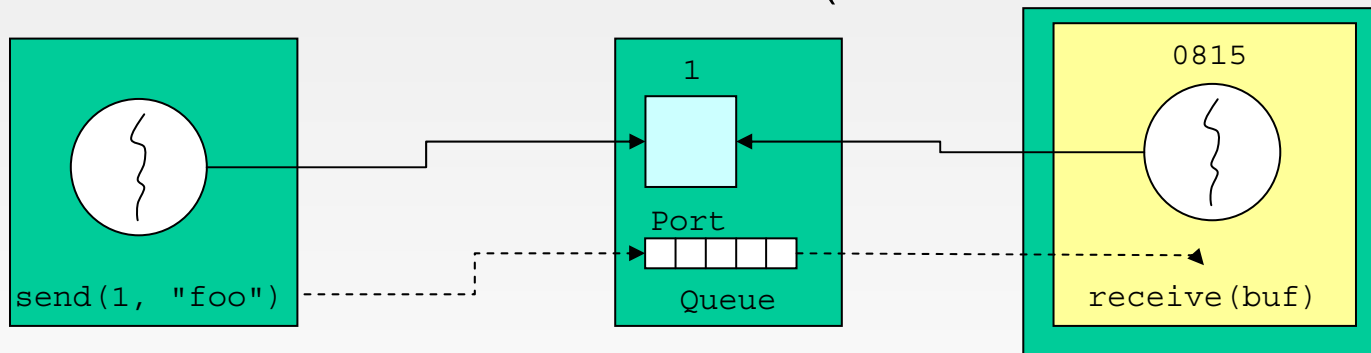 0815
1
Port
send(1, "foo")
Queue
receive(buf)